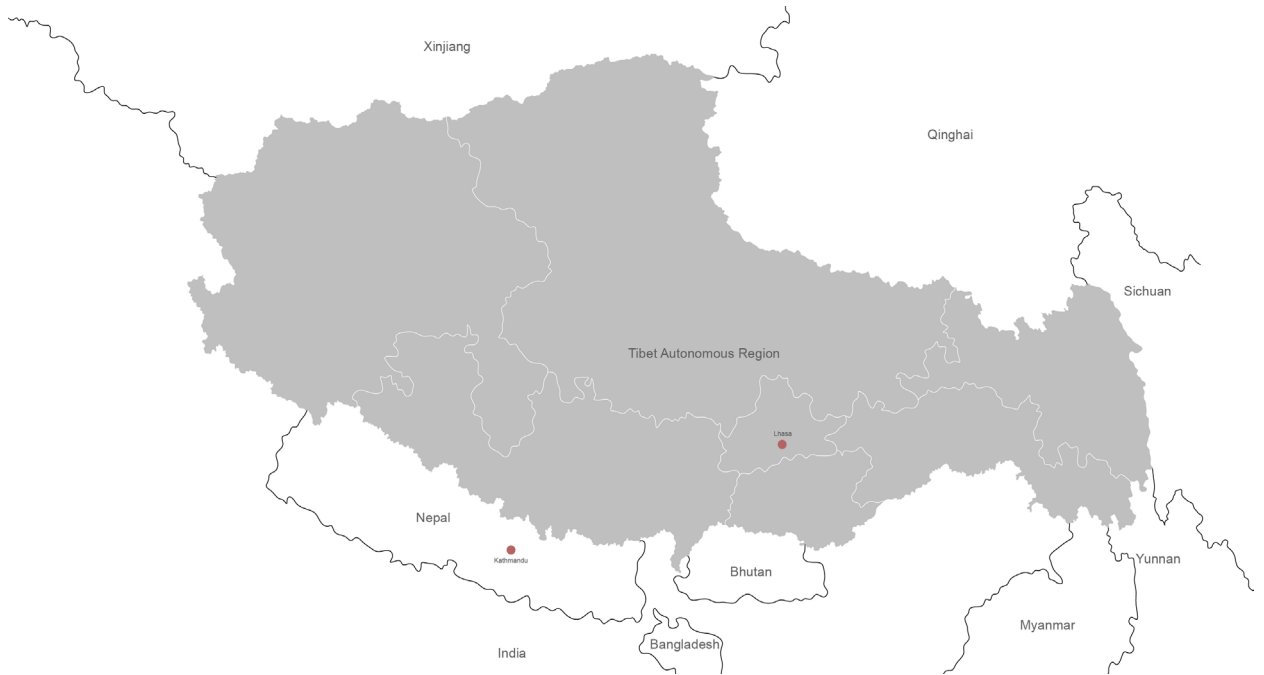 Xinjiang
Qinghai
Sichuan
Tibet Autonomous Region
Lhasa
Nepal
Kathmandu
Yunnan
Bhutan
Myanmar
Bangladesh
India